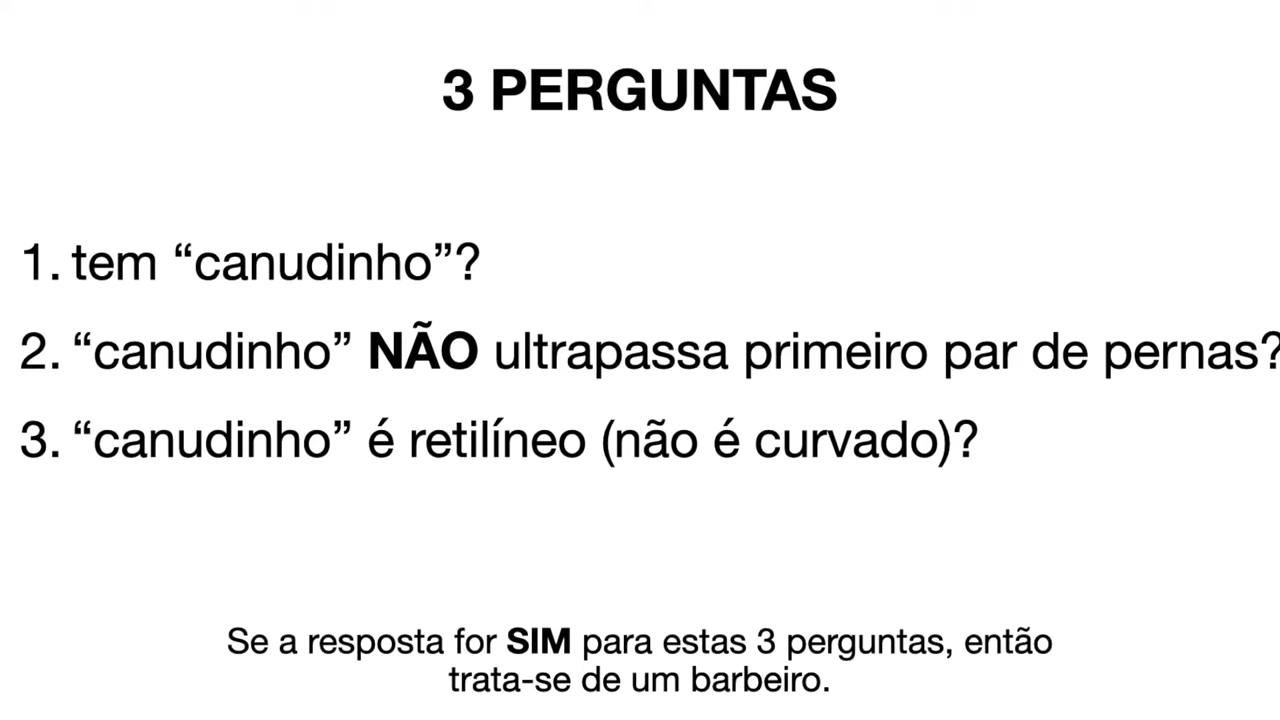 3 PERGUNTAS
1. tem “canudinho”?
2. “canudinho” NÃO ultrapassa primeiro par de pernas?
3. “canudinho” é retilíneo (não é curvado)?
Se a resposta for SIM para estas 3 perguntas, então
trata-se de um barbeiro.